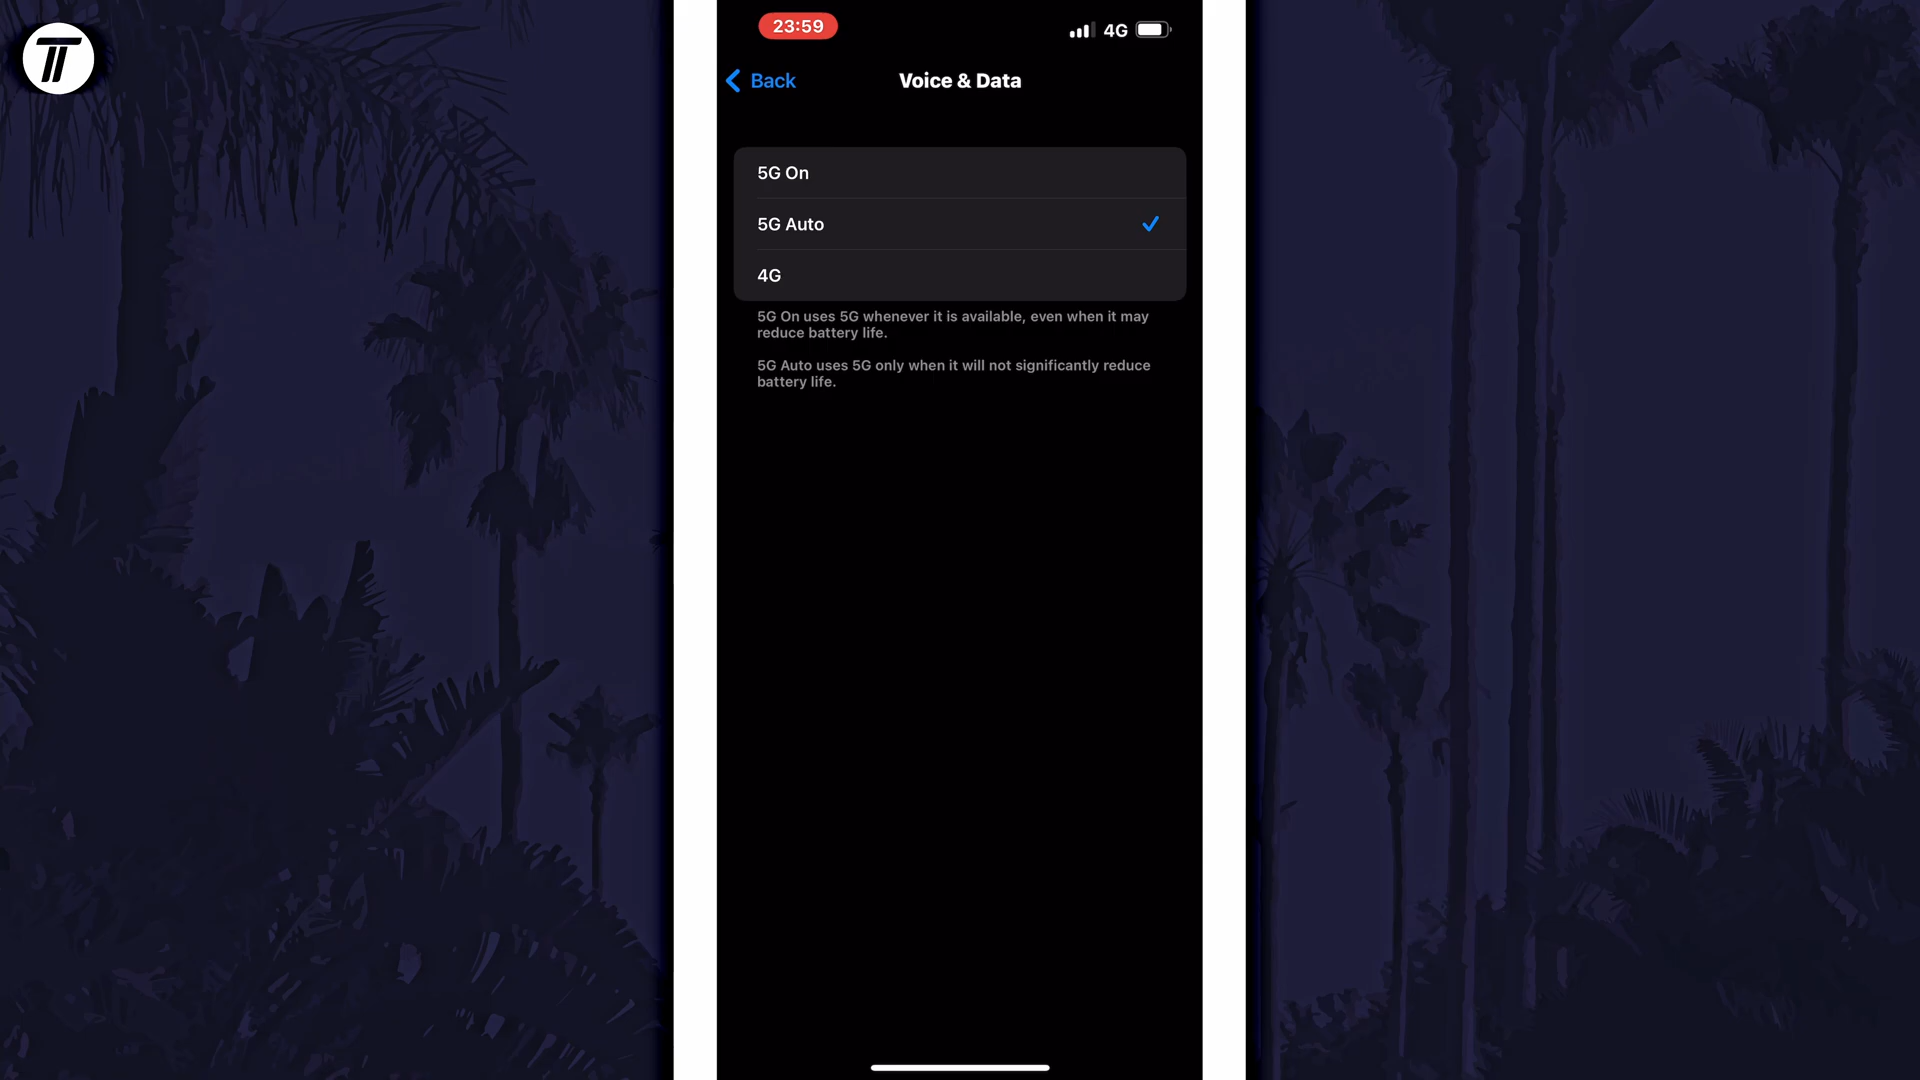 23:59
4G
Back
Voice & Data
5G On
5G Auto
4G
5G On uses 5G whenever it is available, even when it may
reduce battery life.
5G Auto uses 5G only when it will not significantly reduce
battery life.